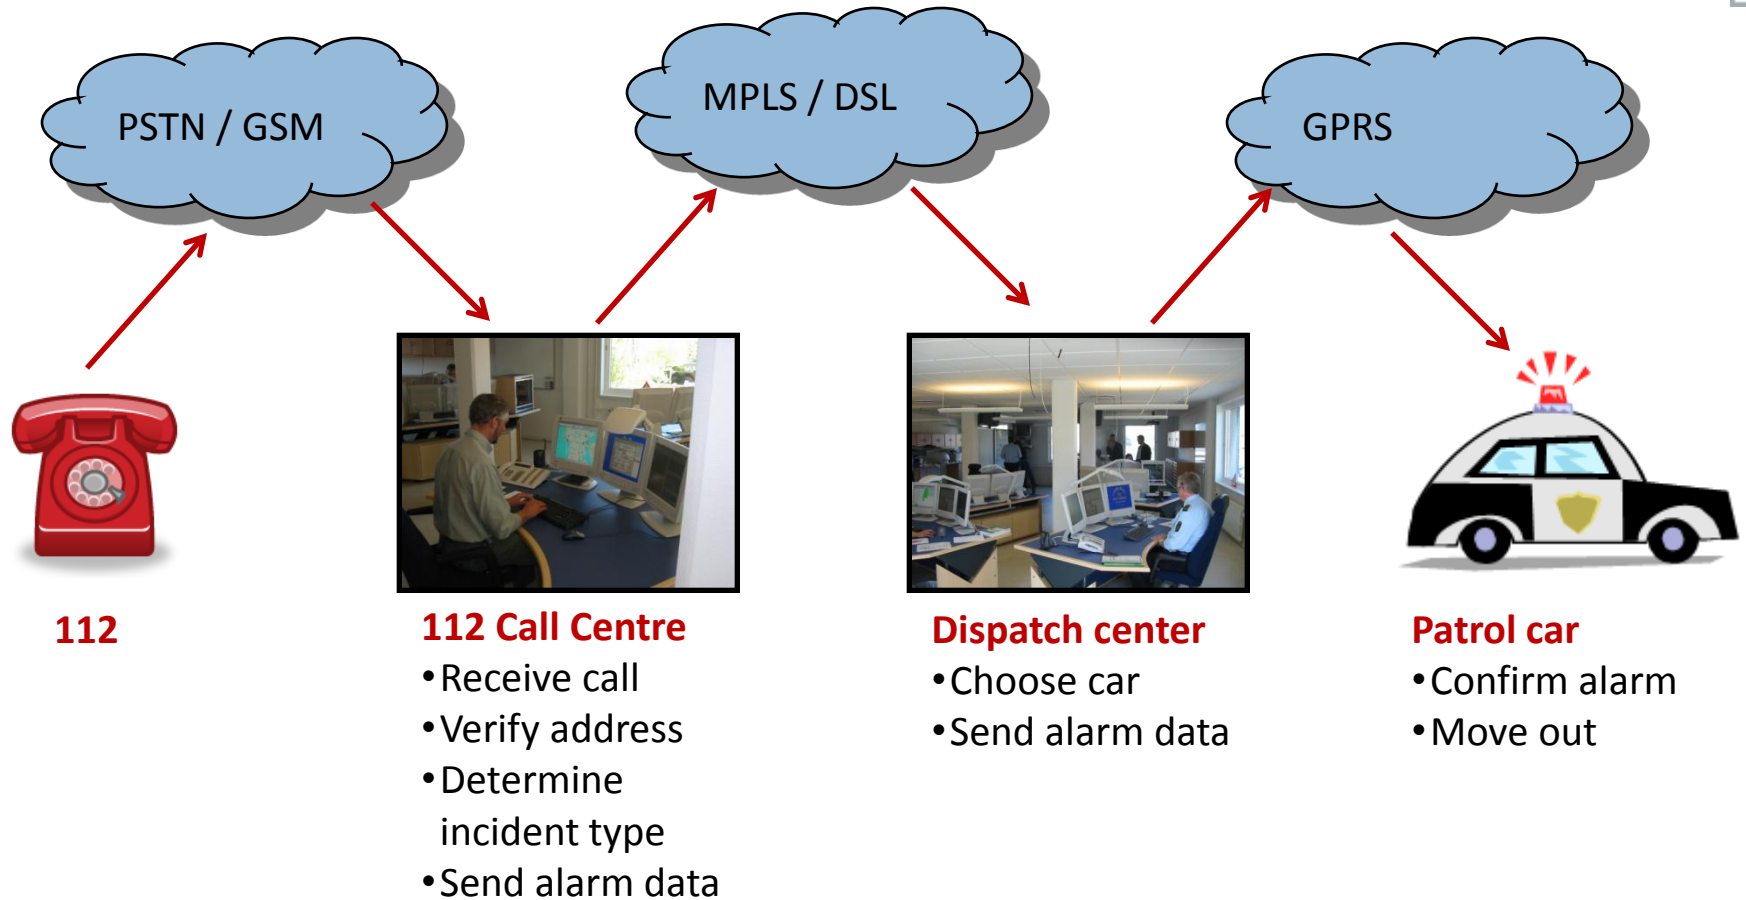 PSTN / GSM
MPLS / DSL
GPRS
112
112 Call Centre
•Receive call
•Verify address
•Determine
incident type
•Send alarm data
Dispatch center
•Choose car
•Send alarm data
Patrol car
•Confirm alarm
•Move out